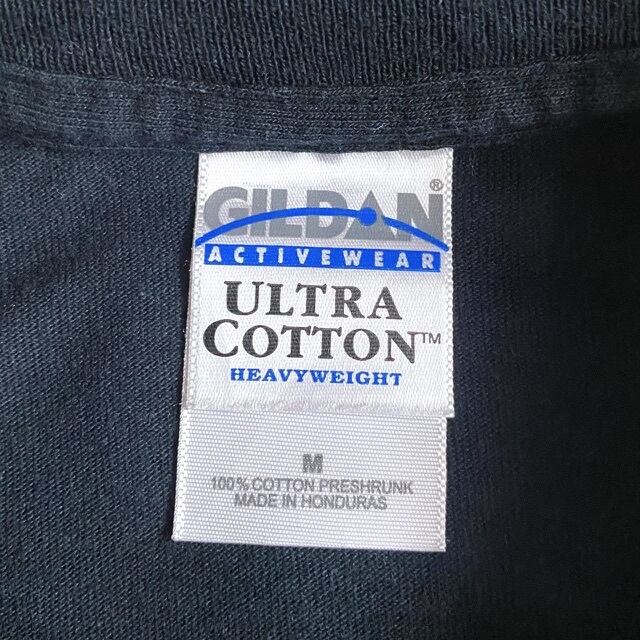 GILDAN®
ACTIVEWEAR
ULTRA
COTTON™
HEAVYWEIGHT
M
100% COTTON PRESHRUNK
MADE IN HONDURAS